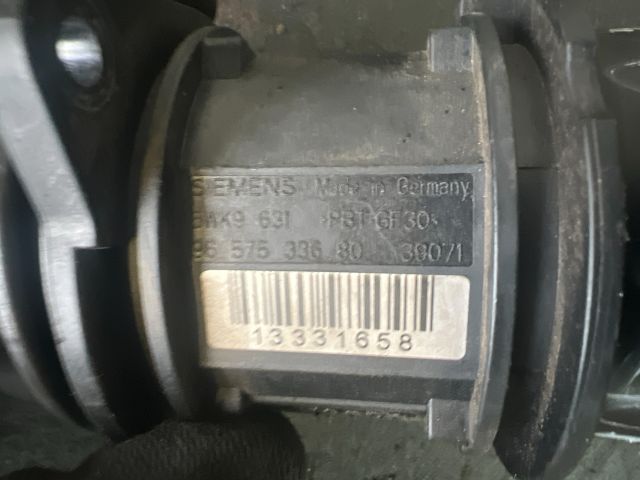 SIEMENS Made in Germany
5WK9 631 >PBT-GF30<
96 575 336 80 39071
13331658